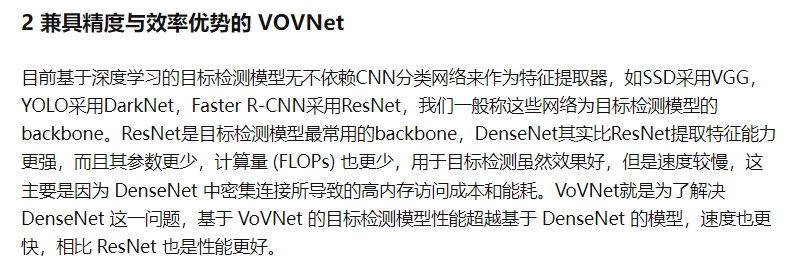 2 兼具精度与效率优势的 VOVNet
目前基于深度学习的目标检测模型无不依赖CNN分类网络来作为特征提取器，如SSD采用VGG，
YOLO采用DarkNet，Faster R-CNN采用ResNet，我们一般称这些网络为目标检测模型的
backbone。ResNet是目标检测模型最常用的backbone，DenseNet其实比ResNet提取特征能力
更强，而且其参数更少，计算量 (FLOPs) 也更少，用于目标检测虽然效果好，但是速度较慢，这
主要是因为 DenseNet 中密集连接所导致的高内存访问成本和能耗。VoVNet就是为了解决
DenseNet 这一问题，基于 VoVNet 的目标检测模型性能超越基于 DenseNet 的模型，速度也更
快，相比 ResNet 也是性能更好。